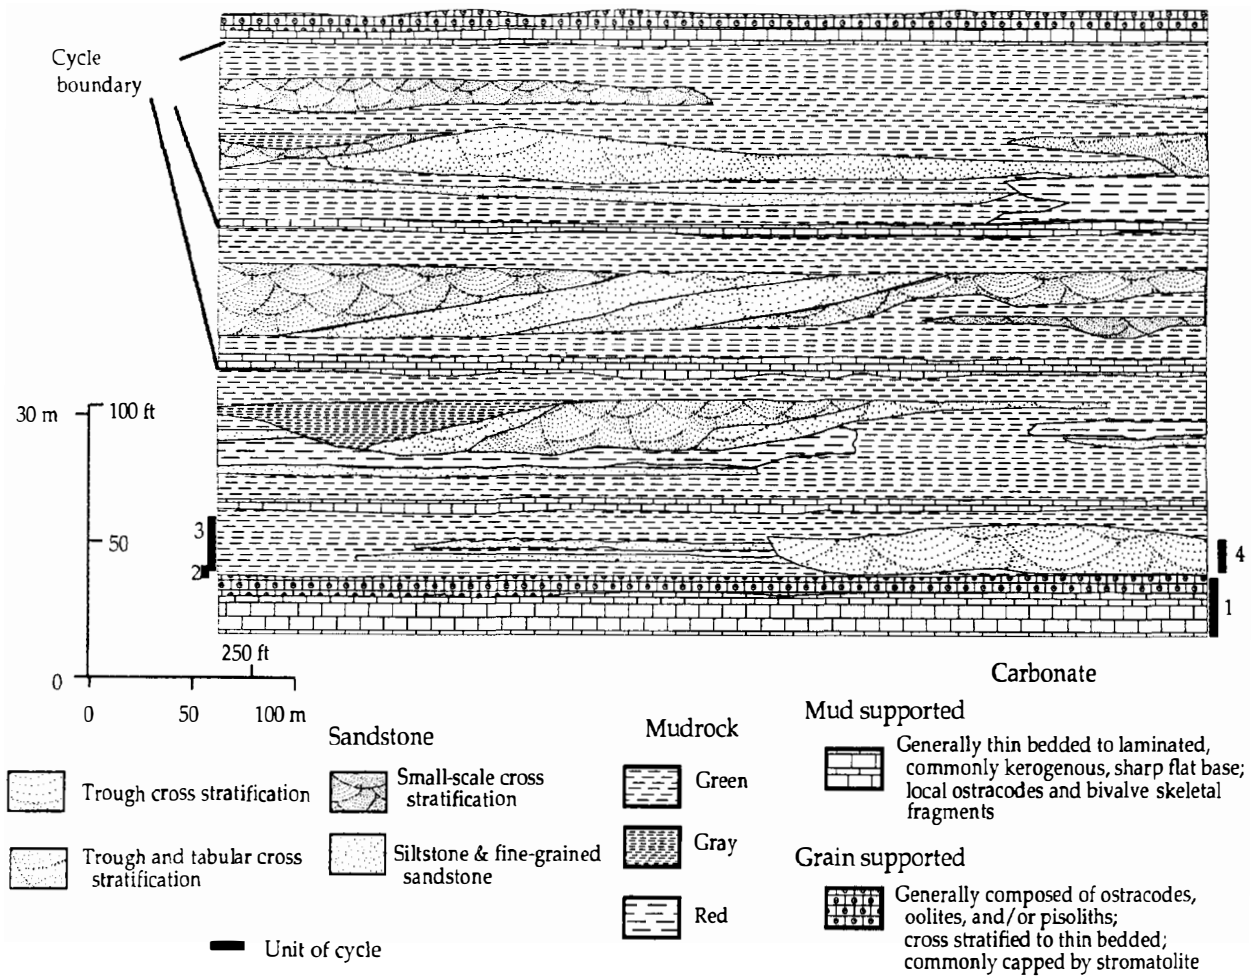 Cycle
boundary
30 m
100 ft
50
0
250 ft
0
50
100 m
3
2
4
1
Carbonate
Sandstone
Mudrock
Mud supported
Trough cross stratification
Small-scale cross
stratification
Green
Generally thin bedded to laminated,
commonly kerogenous, sharp flat base;
local ostracodes and bivalve skeletal
fragments
Trough and tabular cross
stratification
Siltstone & fine-grained
sandstone
Gray
Grain supported
Red
Generally composed of ostracodes,
oolites, and/or pisoliths;
cross stratified to thin bedded;
commonly capped by stromatolite
Unit of cycle